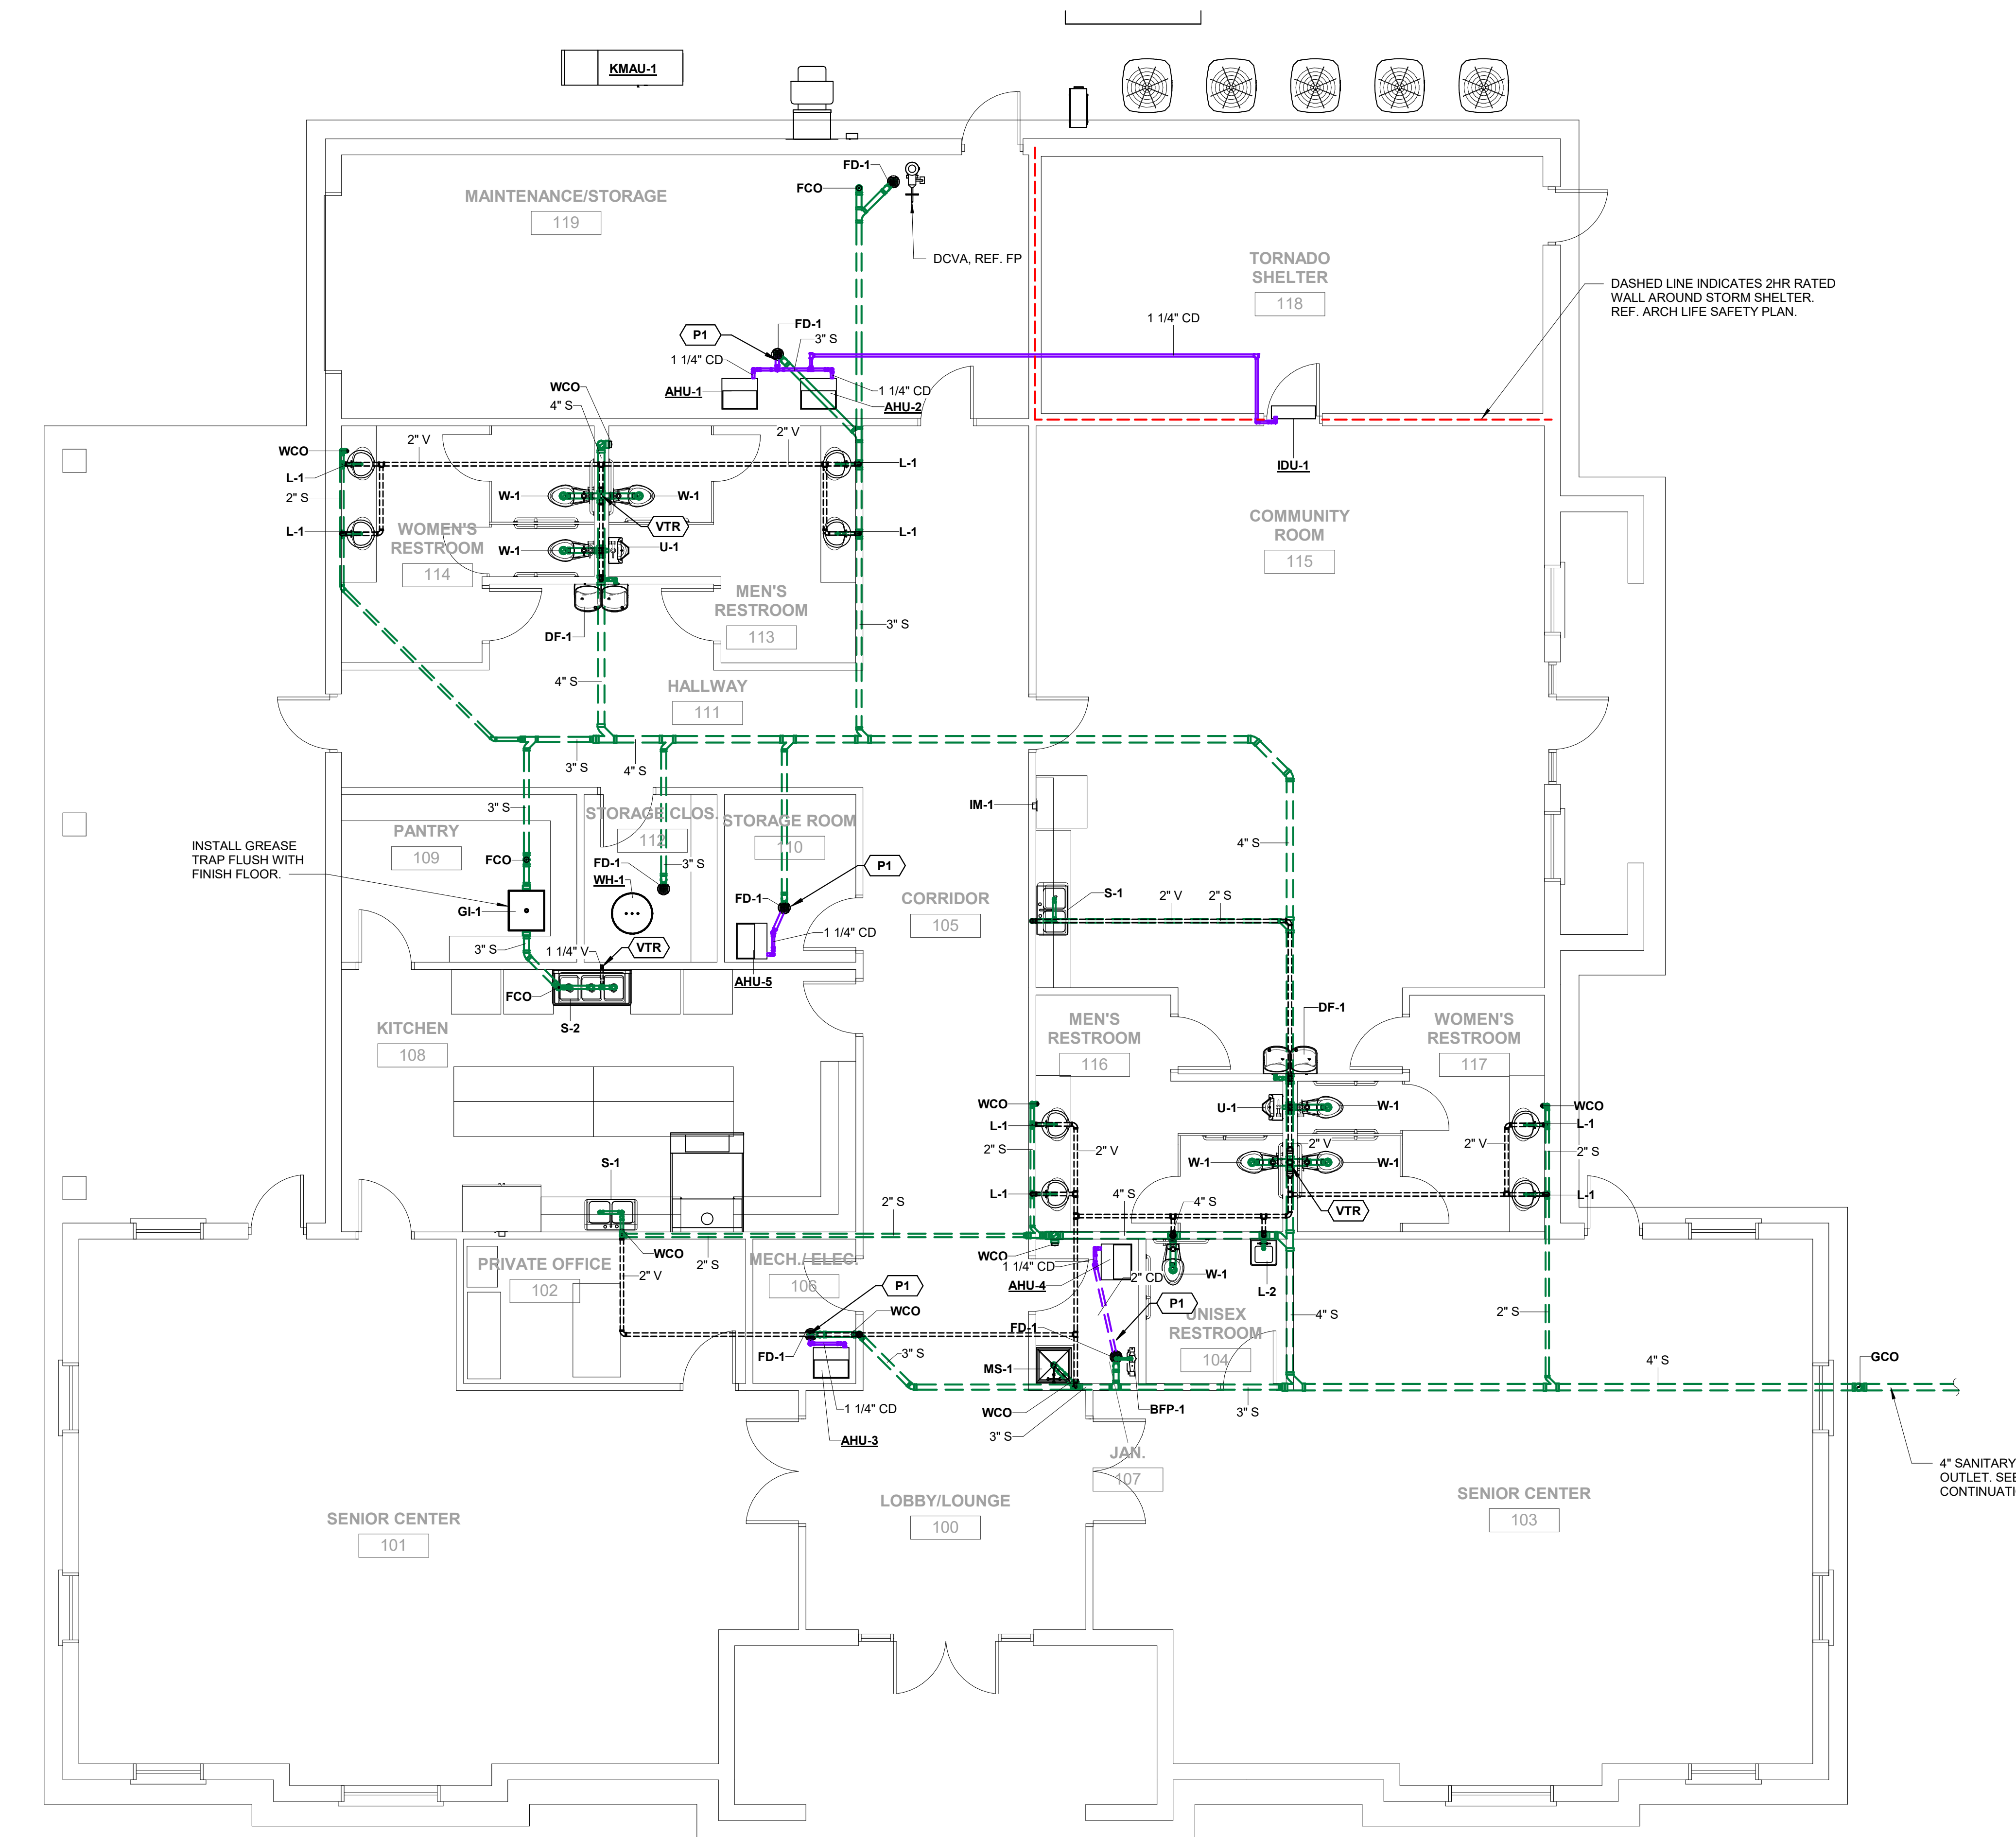 KMAU-1
FD-1
FCO
MAINTENANCE/STORAGE
119
DCVA, REF. FP
TORNADO
SHELTER
118
DASHED LINE INDICATES 2HR RATED
WALL AROUND STORM SHELTER.
REF. ARCH LIFE SAFETY PLAN.
1 1/4" CD
P1
FD-1
3" S
1 1/4" CD
AHU-1
1 1/4" CD
AHU-2
WCO
4" S
2" V
2" V
WCO
L-1
2" S
L-1
L-1
L-1
W-1
W-1
VTR
W-1
U-1
WOMEN'S
RESTROOM
114
MEN'S
RESTROOM
113
DF-1
3" S
IDU-1
COMMUNITY
ROOM
115
4" S
HALLWAY
111
3" S
4" S
3" S
PANTRY
109
STORAGE CLOS.
112
STORAGE ROOM
110
IM-1
4" S
INSTALL GREASE
TRAP FLUSH WITH
FINISH FLOOR.
FCO
FD-1
WH-1
3" S
P1
GI-1
FD-1
CORRIDOR
105
S-1
2" V
2" S
3" S
1 1/4" V
VTR
1 1/4" CD
AHU-5
FCO
S-2
KITCHEN
108
MEN'S
RESTROOM
116
DF-1
WOMEN'S
RESTROOM
117
WCO
L-1
2" S
L-1
2" V
U-1
W-1
2" V
W-1
W-1
2" V
WCO
L-1
2" S
L-1
VTR
S-1
2" S
4" S
4" S
WCO
2" S
2" V
PRIVATE OFFICE
102
MECH./ ELEC.
106
WCO
1 1/4" CD
AHU-4
2" CD
W-1
L-2
P1
WCO
P1
FD-1
UNISEX
RESTROOM
104
4" S
2" S
FD-1
3" S
MS-1
1 1/4" CD
AHU-3
WCO
3" S
BFP-1
3" S
4" S
GCO
JAN.
107
4" SANITARY
OUTLET. SEE
CONTINUATI
SENIOR CENTER
101
LOBBY/LOUNGE
100
SENIOR CENTER
103